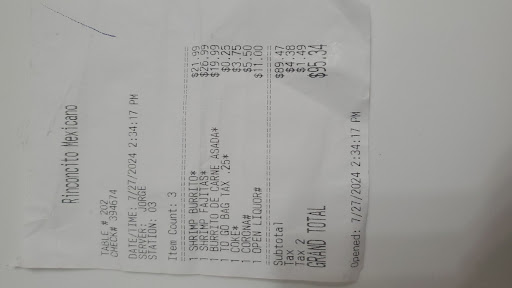 Rinconcito Mexicano
TABLE # 202
CHECK# 394674
DATE/TIME: 7/27/2024 2:34:17 PM
SERVER: JORGE
STATION: 03
Item Count: 3
1 SHRIMP BURRITO* $21.99
1 SHRIMP FAJITAS* $26.99
1 BURRITO DE CARNE ASADA* $19.99
1 TO GO BAG TAX .25* $0.25
1 COKE* $3.75
1 CORONA# $5.50
1 OPEN LIQUOR# $11.00
Subtotal $89.47
Tax $4.38
Tax 2 $1.49
GRAND TOTAL $95.34
Opened: 7/27/2024 2:34:17 PM